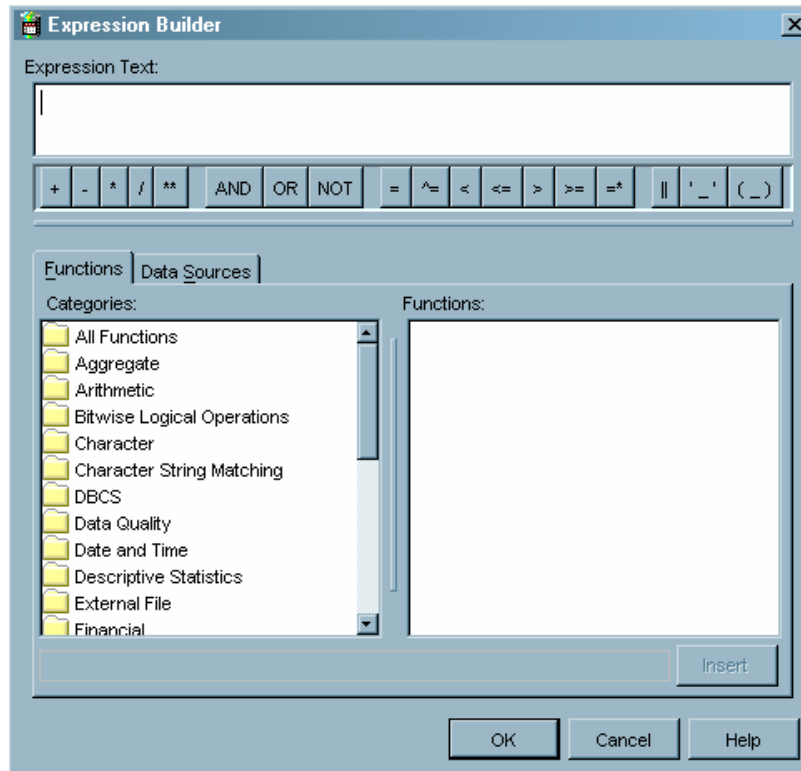 Expression Builder
Expression Text:
+ - * / ** AND OR NOT = ^= < <= > >= =* || '_' (_)
Functions Data Sources
Categories: Functions:
All Functions
Aggregate
Arithmetic
Bitwise Logical Operations
Character
Character String Matching
DBCS
Data Quality
Date and Time
Descriptive Statistics
External File
Financial
Insert
OK Cancel Help